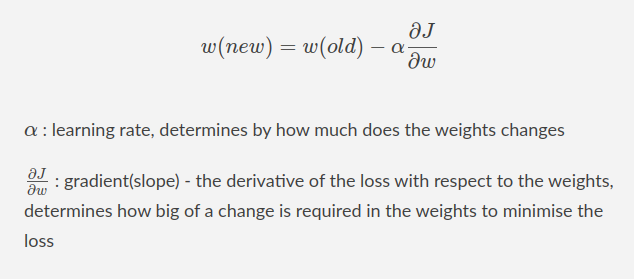 w(new) = w(old) − α ∂J/∂w
α : learning rate, determines by how much does the weights changes
∂J/∂w : gradient(slope) - the derivative of the loss with respect to the weights,
determines how big of a change is required in the weights to minimise the
loss